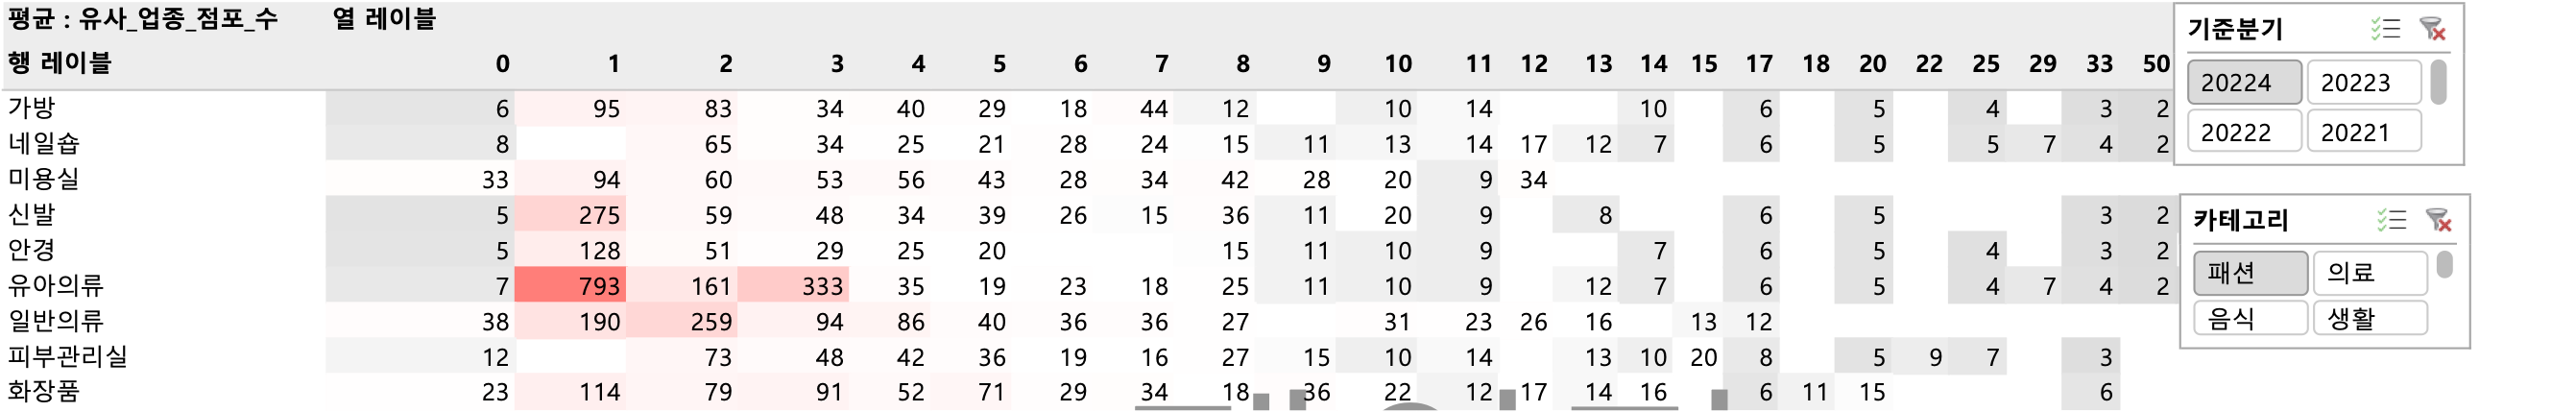 평균 : 유사_업종_점포_수 열 레이블
행 레이블 0 1 2 3 4 5 6 7 8 9 10 11 12 13 14 15 17 18 20 22 25 29 33 50
가방 6 95 83 34 40 29 18 44 12 10 14 10 6 5 4 3 2
네일숍 8 65 34 25 21 28 24 15 11 13 14 17 12 7 6 5 5 7 4 2
미용실 33 94 60 53 56 43 28 34 42 28 20 9 34
신발 5 275 59 48 34 39 26 15 36 11 20 9 8 6 5 3 2
안경 5 128 51 29 25 20 15 11 10 9 7 6 5 4 3 2
유아의류 7 793 161 333 35 19 23 18 25 11 10 9 12 7 6 5 4 7 4 2
일반의류 38 190 259 94 86 40 36 36 27 31 23 26 16 13 12
피부관리실 12 73 48 42 36 19 16 27 15 10 14 13 10 20 8 5 9 7 3
화장품 23 114 79 91 52 71 29 34 18 36 22 12 17 14 16 6 11 15 6
기준분기
20224 20223
20222 20221
카테고리
패션 의료
음식 생활